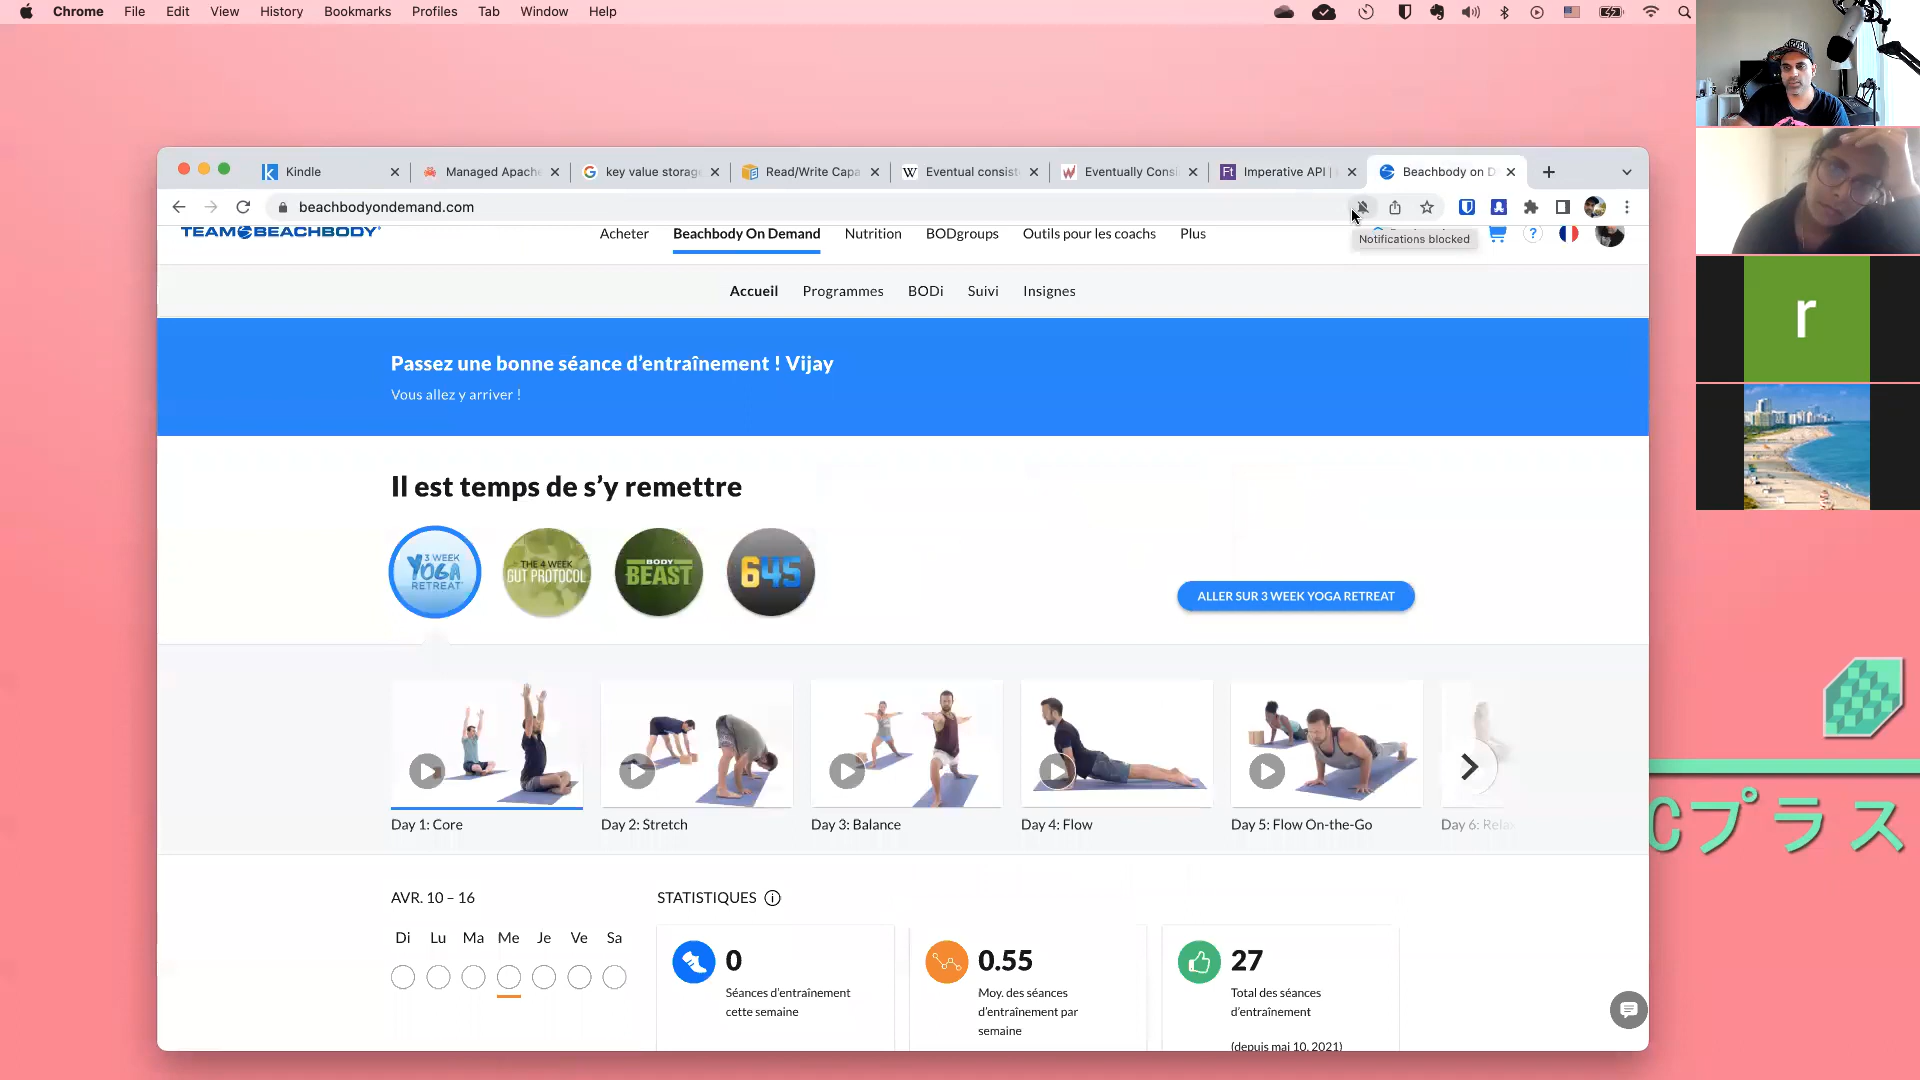 Chrome File Edit View History Bookmarks Profiles Tab Window Help
Kindle
Managed Apache
key value storag
Read/Write Capa
Eventual consist
Eventually Consi
Imperative API |
Beachbody on D
beachbodyondemand.com
Notifications blocked
TEAM BEACHBODY
Acheter Beachbody On Demand Nutrition BODgroups Outils pour les coachs Plus
Accueil Programmes BODi Suivi Insignes
Passez une bonne séance d’entraînement ! Vijay
Vous allez y arriver !
Il est temps de s’y remettre
3 WEEK
YOGA
RETREAT
THE 4 WEEK
GUT PROTOCOL
BODY
BEAST
645
ALLER SUR 3 WEEK YOGA RETREAT
Day 1: Core
Day 2: Stretch
Day 3: Balance
Day 4: Flow
Day 5: Flow On-the-Go
Day 6: Rela
AVR. 10 – 16
Di Lu Ma Me Je Ve Sa
STATISTIQUES
0
Séances d’entraînement
cette semaine
0.55
Moy. des séances
d’entraînement par
semaine
27
Total des séances
d’entraînement
(depuis mai 10, 2021)
r
Cプラス